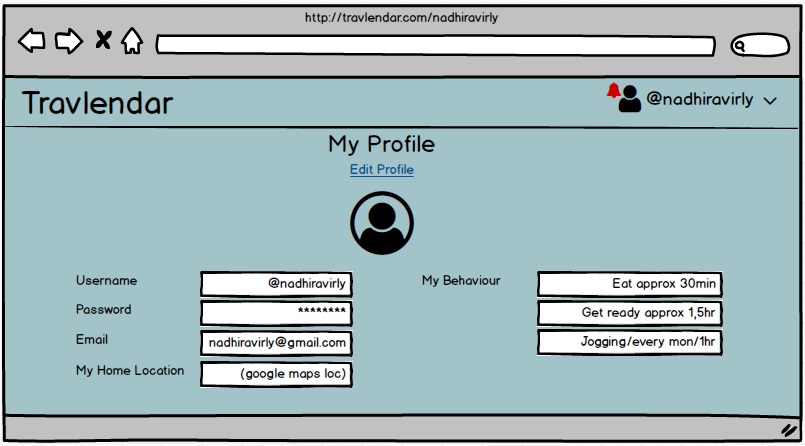 http://travlendar.com/nadhiravirly
Travlendar
@nadhiravirly
My Profile
Edit Profile
Username
@nadhiravirly
Password
********
Email
nadhiravirly@gmail.com
My Home Location
(google maps loc)
My Behaviour
Eat approx 30min
Get ready approx 1,5hr
Jogging/every mon/1hr